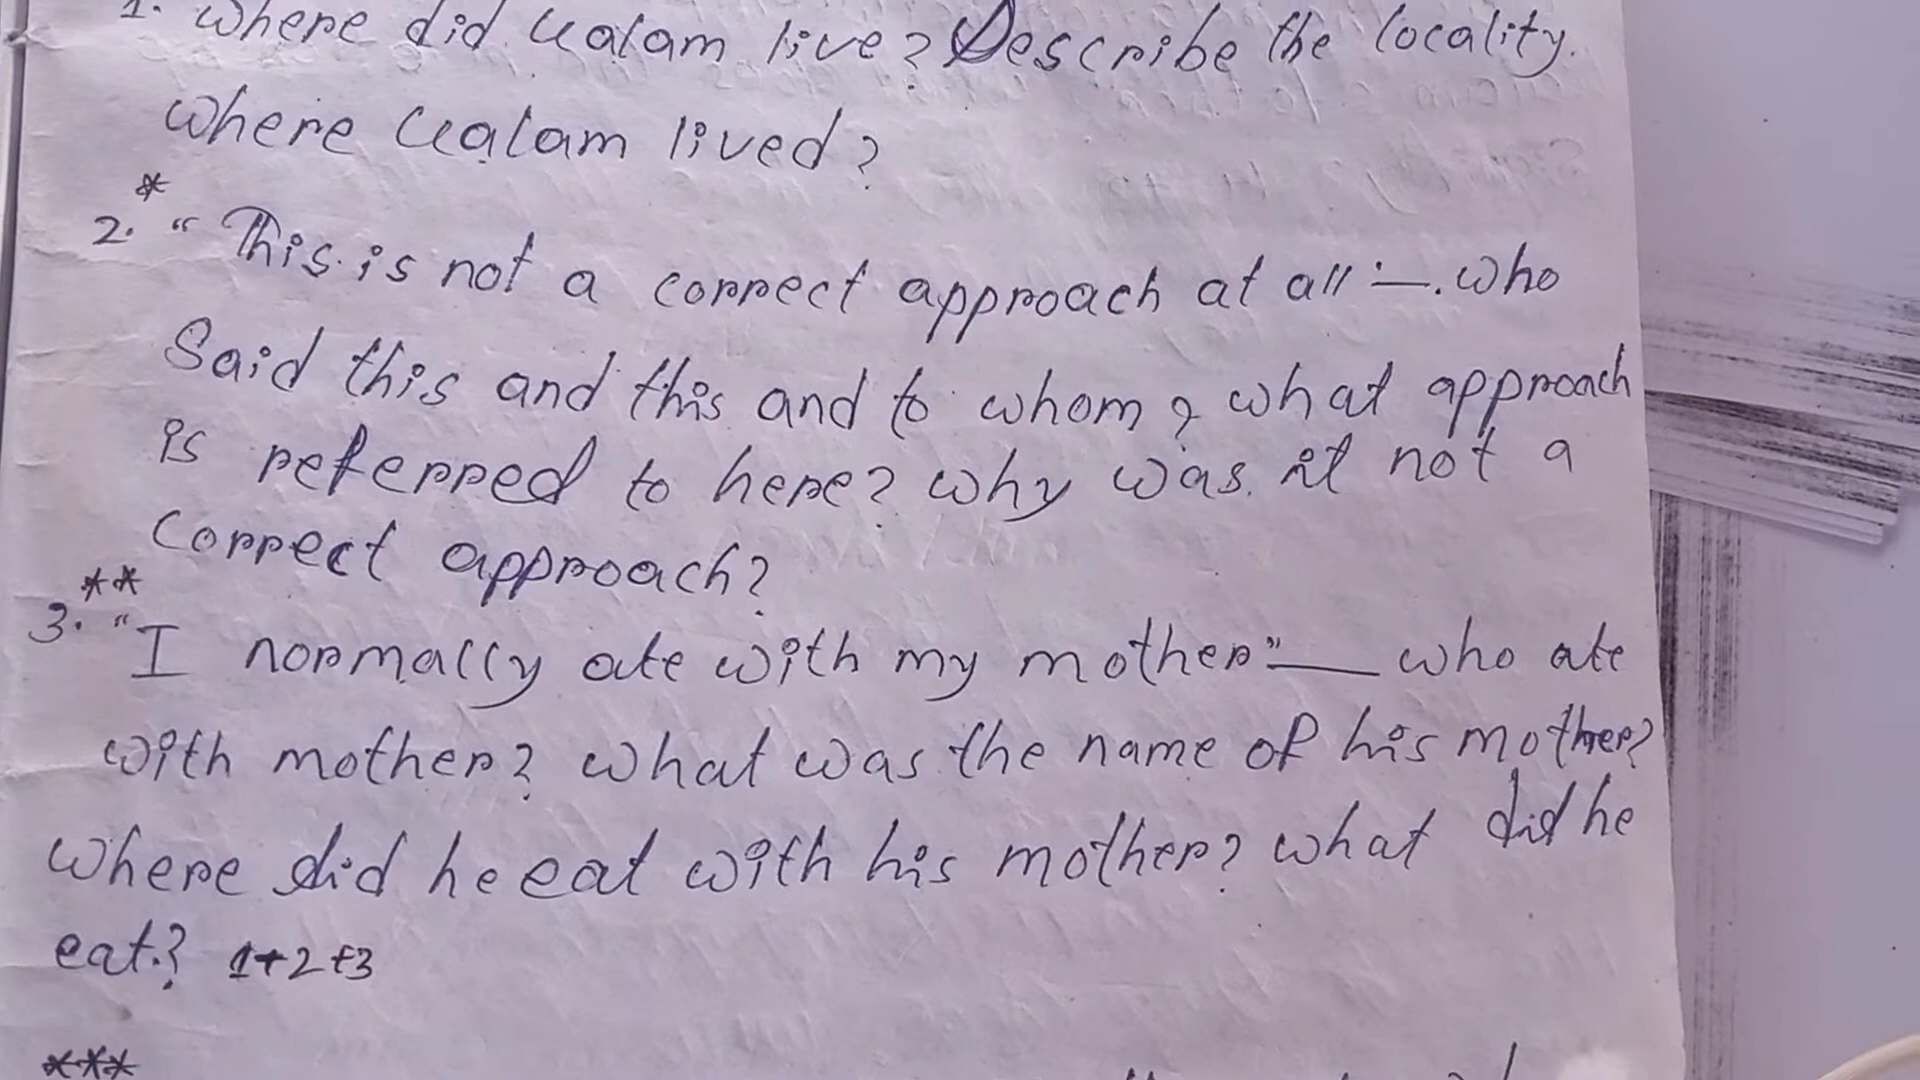 1. Where did Kalam live? Describe the locality.
where Kalam lived?
*
2. "This is not a correct approach at all :—. who
Said this and this and to whom? what approach
is referred to here? why was it not a
correct approach?
**
3. "I normally ate with my mother"— who ate
with mother? what was the name of his mother?
where did he eat with his mother? what did he
eat.? 1+2+3
***